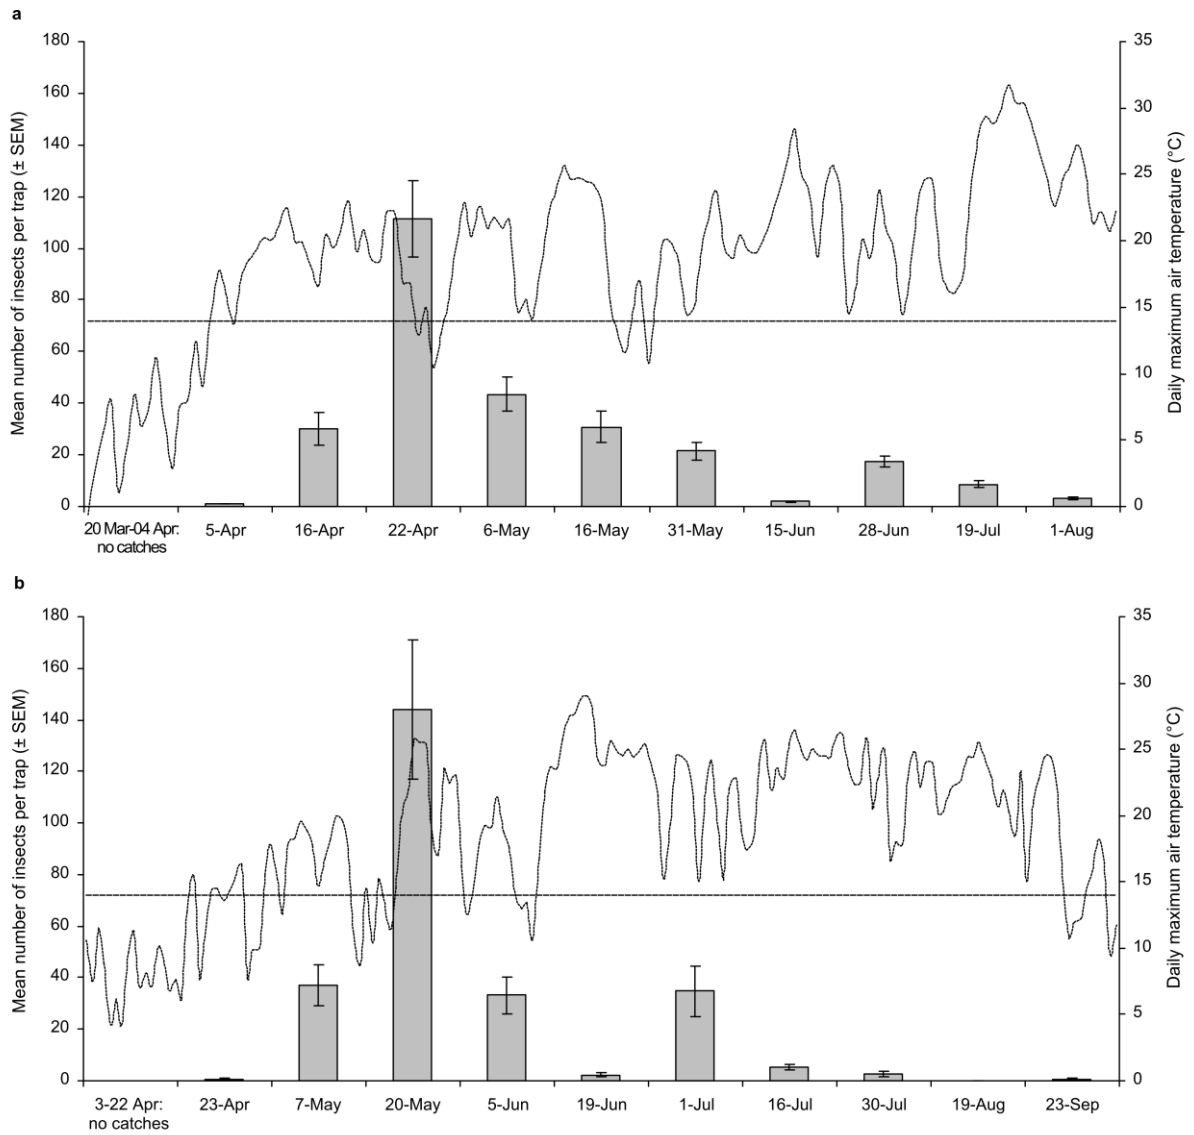 a
Mean number of insects per trap (± SEM)
180
160
140
120
100
80
60
40
20
0
35
30
25
20
15
10
5
0
Daily maximum air temperature (°C)
20 Mar-04 Apr:
no catches
5-Apr
16-Apr
22-Apr
6-May
16-May
31-May
15-Jun
28-Jun
19-Jul
1-Aug
b
Mean number of insects per trap (± SEM)
180
160
140
120
100
80
60
40
20
0
35
30
25
20
15
10
5
0
Daily maximum air temperature (°C)
3-22 Apr:
no catches
23-Apr
7-May
20-May
5-Jun
19-Jun
1-Jul
16-Jul
30-Jul
19-Aug
23-Sep